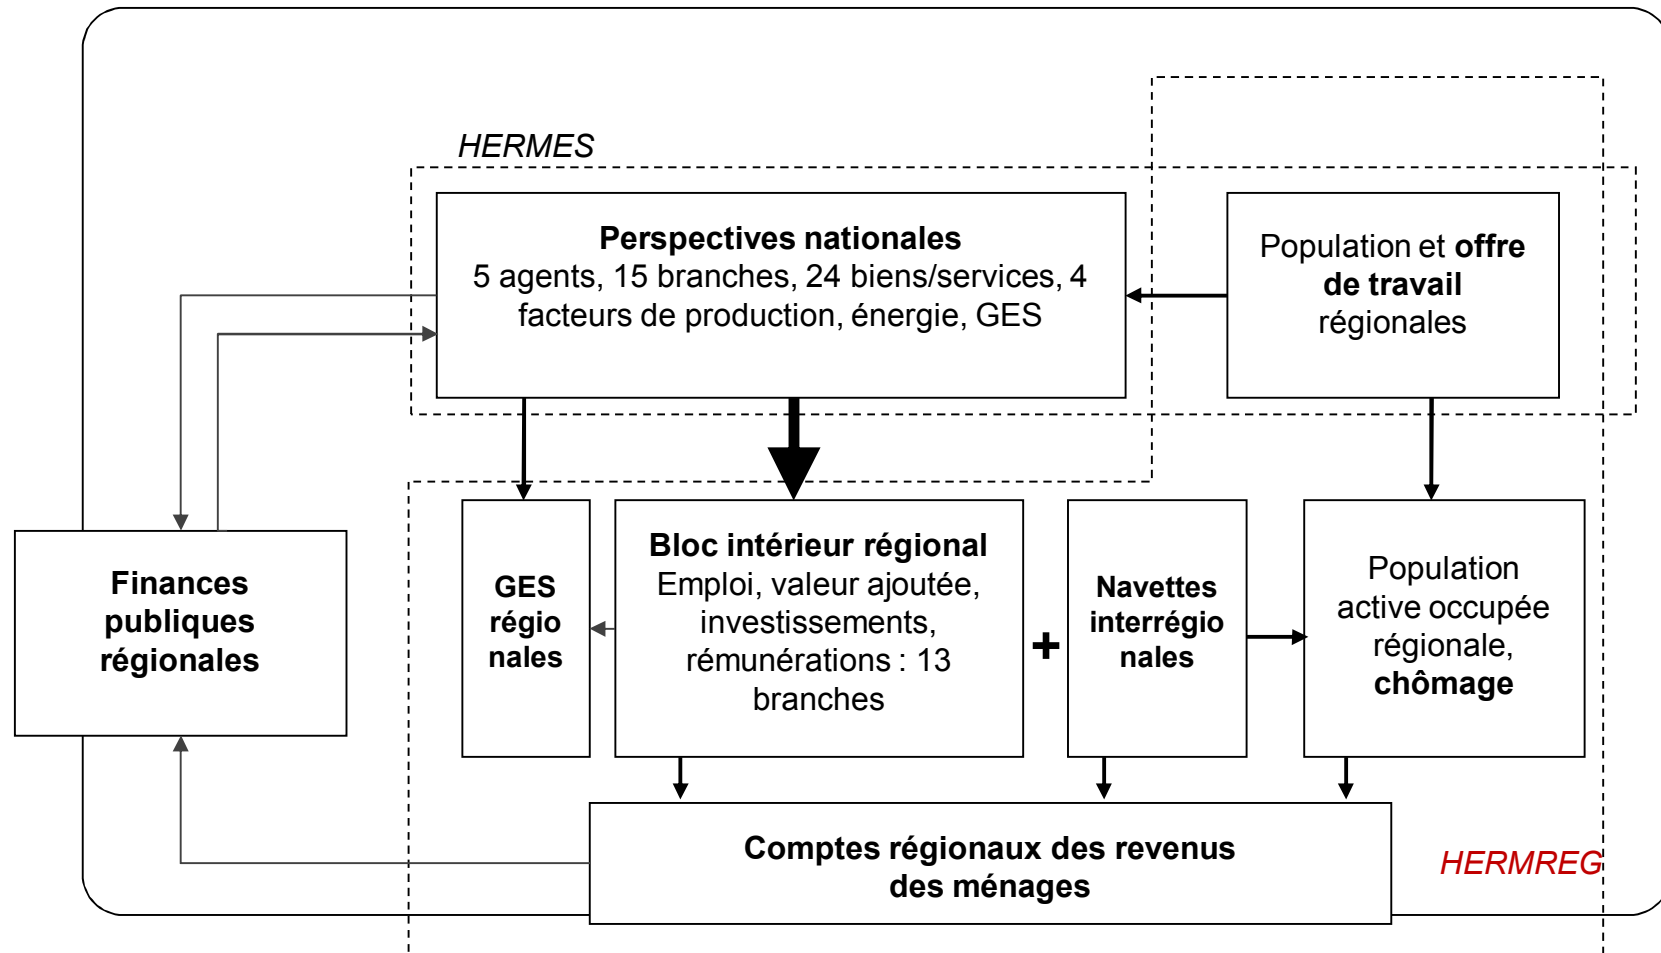 HERMES
Perspectives nationales
5 agents, 15 branches, 24 biens/services, 4
facteurs de production, énergie, GES
Population et offre
de travail
régionales
Finances
publiques
régionales
GES
régio
nales
Bloc intérieur régional
Emploi, valeur ajoutée,
investissements,
rémunérations : 13
branches
+
Navettes
interrégio
nales
Population
active occupée
régionale,
chômage
Comptes régionaux des revenus
des ménages
HERMREG